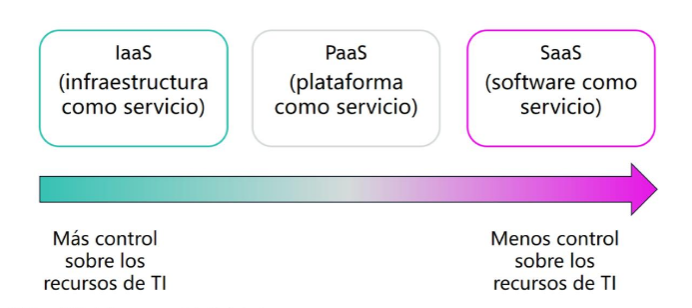 IaaS
(infraestructura
como servicio)
PaaS
(plataforma
como servicio)
SaaS
(software como
servicio)
Más control
sobre los
recursos de TI
Menos control
sobre los
recursos de TI